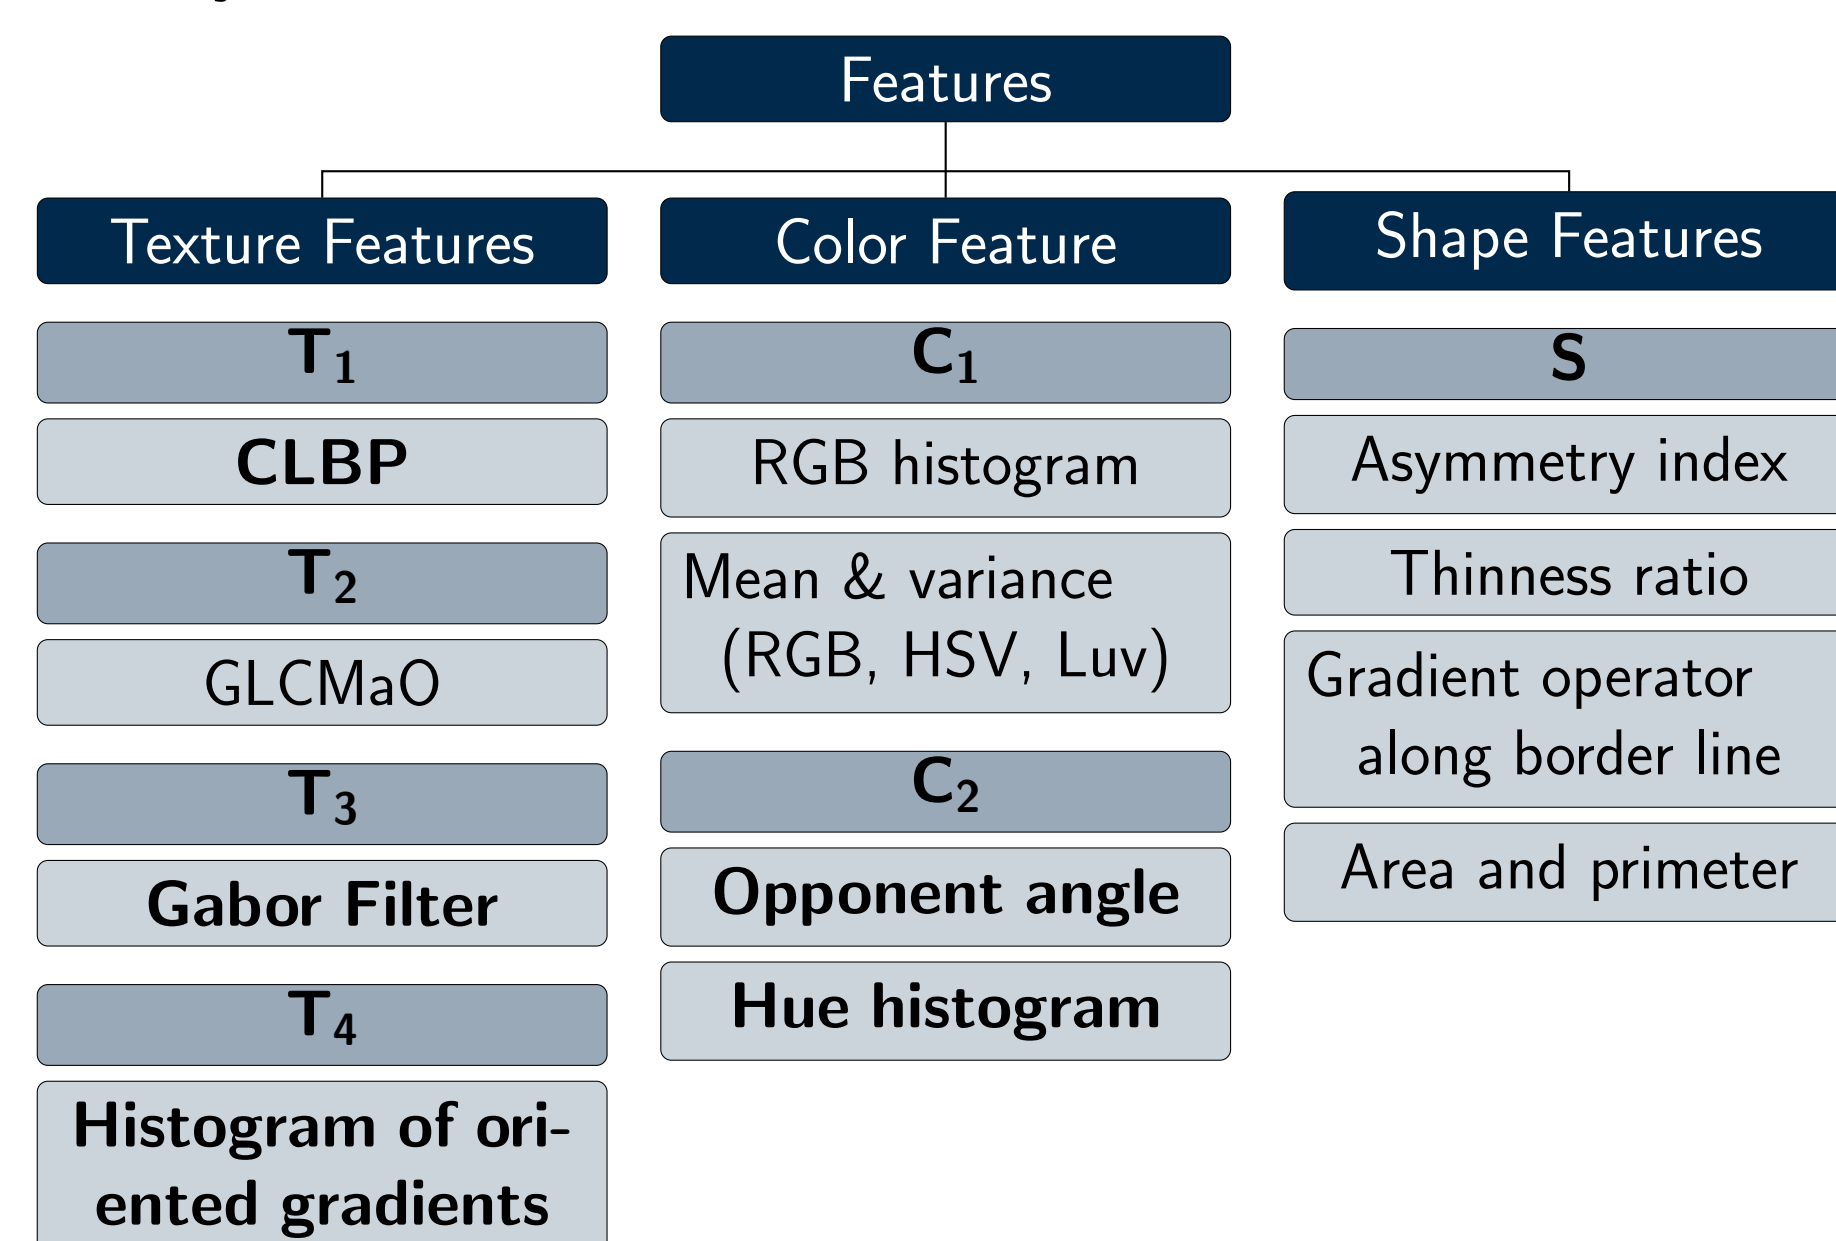 Features
Texture Features
T1
CLBP
T2
GLCMaO
T3
Gabor Filter
T4
Histogram of ori-
ented gradients
Color Feature
C1
RGB histogram
Mean & variance
(RGB, HSV, Luv)
C2
Opponent angle
Hue histogram
Shape Features
S
Asymmetry index
Thinness ratio
Gradient operator
along border line
Area and primeter